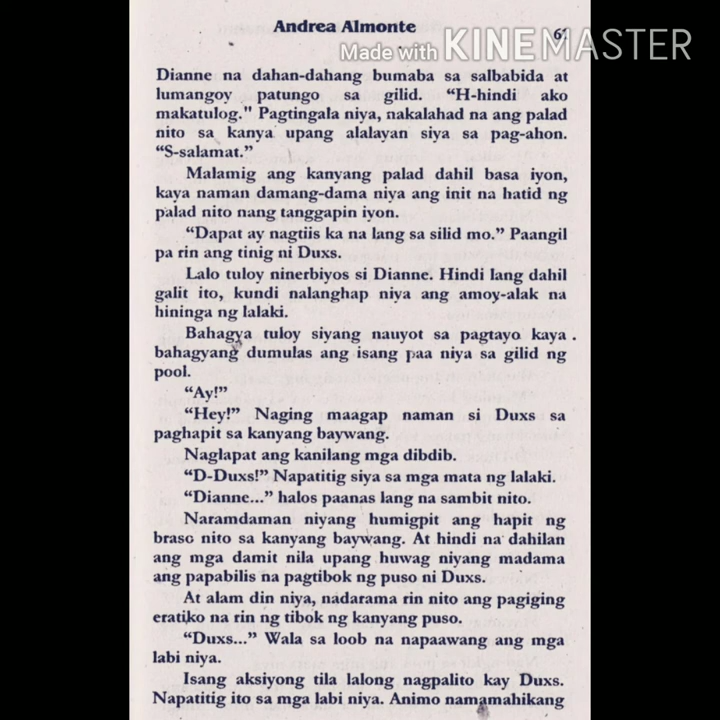 Andrea Almonte
Made with KINEMASTER
Dianne na dahan-dahang bumaba sa salbabida at
lumangoy patungo sa gilid. “H-hindi ako
makatulog." Pagtingala niya, nakalahad na ang palad
nito sa kanya upang alalayan siya sa pag-ahon.
“S-salamat.”
Malamig ang kanyang palad dahil basa iyon,
kaya naman damang-dama niya ang init na hatid ng
palad nito nang tanggapin iyon.
“Dapat ay nagtiis ka na lang sa silid mo.” Paangil
pa rin ang tinig ni Duxs.
Lalo tuloy ninerbiyos si Dianne. Hindi lang dahil
galit ito, kundi nalanghap niya ang amoy-alak na
hininga ng lalaki.
Bahagya tuloy siyang nauyot sa pagtayo kaya
bahagyang dumulas ang isang paa niya sa gilid ng
pool.
“Ay!”
“Hey!” Naging maagap naman si Duxs sa
paghapit sa kanyang baywang.
Naglapat ang kanilang mga dibdib.
“D-Duxs!” Napatitig siya sa mga mata ng lalaki.
“Dianne...” halos paanas lang na sambit nito.
Naramdaman niyang humigpit ang hapit ng
braso nito sa kanyang baywang. At hindi na dahilan
ang mga damit nila upang huwag niyang madama
ang papabilis na pagtibok ng puso ni Duxs.
At alam din niya, nadarama rin nito ang pagiging
eratiko na rin ng tibok ng kanyang puso.
“Duxs...” Wala sa loob na napaawang ang mga
labi niya.
Isang aksiyong tila lalong nagpalito kay Duxs.
Napatitig ito sa mga labi niya. Animo namamahikang